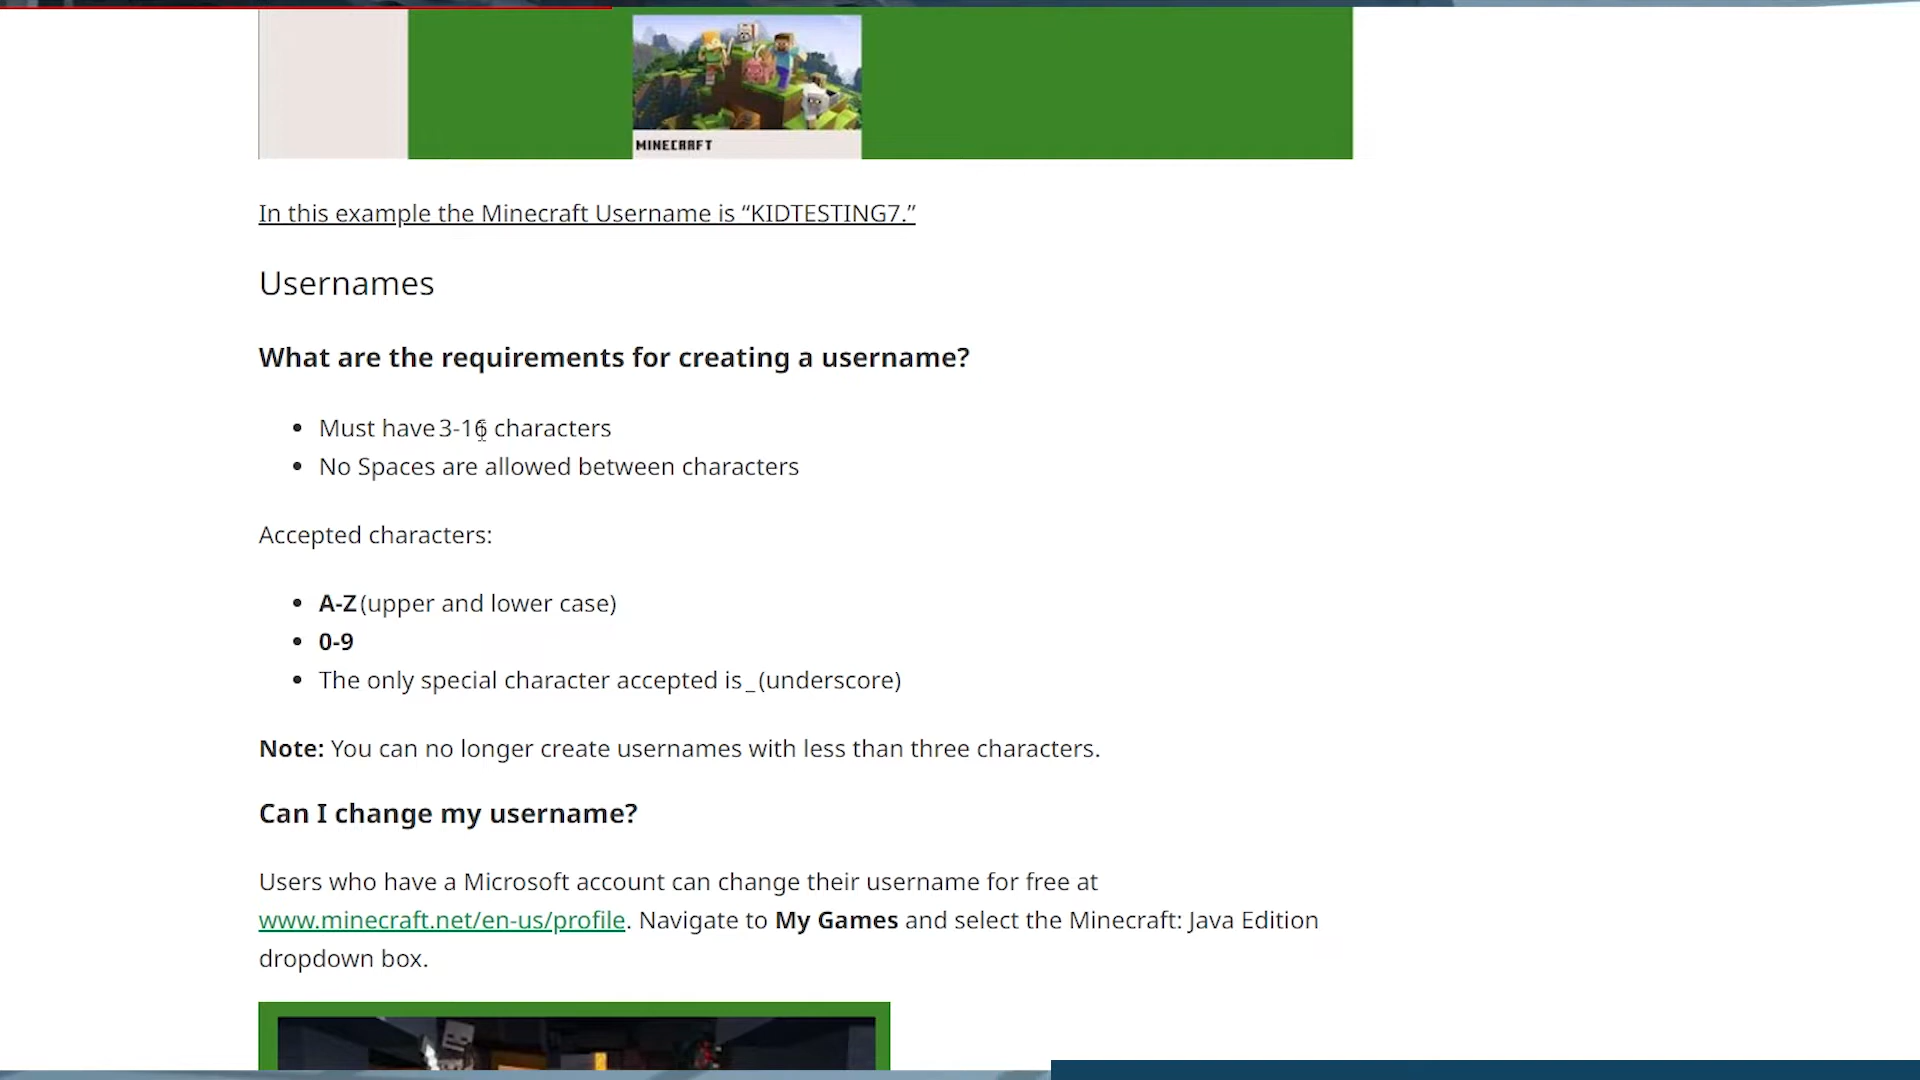 MINECRAFT
In this example the Minecraft Username is “KIDTESTING7.”
Usernames
What are the requirements for creating a username?
• Must have 3-16 characters
• No Spaces are allowed between characters
Accepted characters:
• A-Z (upper and lower case)
• 0-9
• The only special character accepted is _ (underscore)
Note: You can no longer create usernames with less than three characters.
Can I change my username?
Users who have a Microsoft account can change their username for free at
www.minecraft.net/en-us/profile. Navigate to My Games and select the Minecraft: Java Edition
dropdown box.